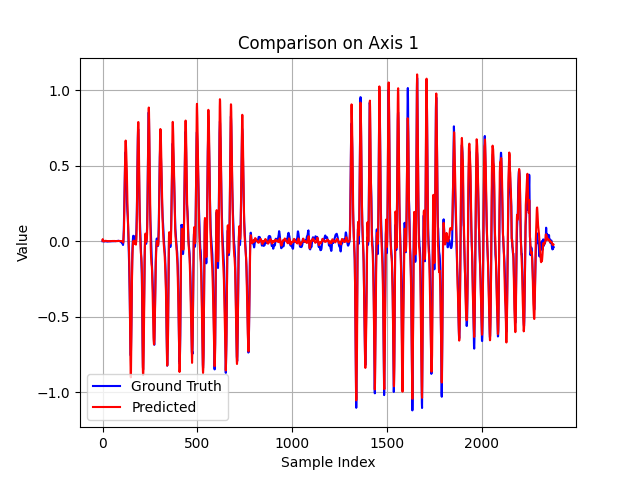 Comparison on Axis 1
Value
1.0
0.5
0.0
−0.5
−1.0
Ground Truth
Predicted
0 500 1000 1500 2000
Sample Index